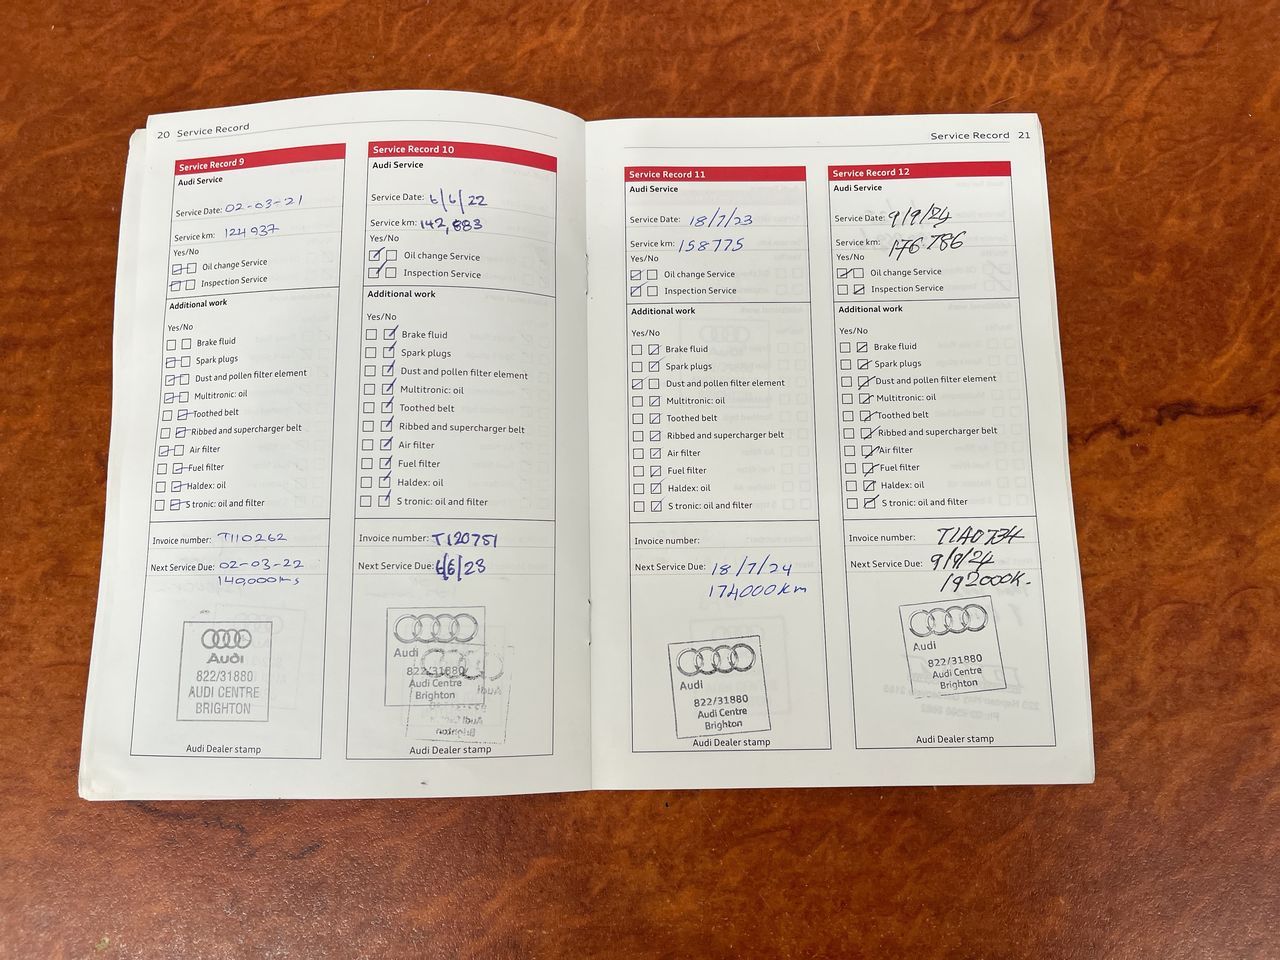 20 Service Record
Service Record 9
Audi Service
Service Date: 02-03-21
Service km: 124937
Yes/No
Oil change Service
Inspection Service
Additional work
Yes/No
Brake fluid
Spark plugs
Dust and pollen filter element
Multitronic: oil
Toothed belt
Ribbed and supercharger belt
Air filter
Fuel filter
Haldex: oil
S tronic: oil and filter
Invoice number: T110262
Next Service Due: 02-03-22
140,000kms
Audi
822/31880
AUDI CENTRE
BRIGHTON
Audi Dealer stamp
Service Record 10
Audi Service
Service Date: 6/6/22
Service km: 142,883
Yes/No
Oil change Service
Inspection Service
Additional work
Yes/No
Brake fluid
Spark plugs
Dust and pollen filter element
Multitronic: oil
Toothed belt
Ribbed and supercharger belt
Air filter
Fuel filter
Haldex: oil
S tronic: oil and filter
Invoice number: T120751
Next Service Due: 6/6/23
Audi
822/31880
Audi Centre
Brighton
Audi Dealer stamp
Service Record 21
Service Record 11
Audi Service
Service Date: 18/7/23
Service km: 158775
Yes/No
Oil change Service
Inspection Service
Additional work
Yes/No
Brake fluid
Spark plugs
Dust and pollen filter element
Multitronic: oil
Toothed belt
Ribbed and supercharger belt
Air filter
Fuel filter
Haldex: oil
S tronic: oil and filter
Invoice number:
Next Service Due: 18/7/24
174000km
Audi
822/31880
Audi Centre
Brighton
Audi Dealer stamp
Service Record 12
Audi Service
Service Date: 9/9/24
Service km: 176786
Yes/No
Oil change Service
Inspection Service
Additional work
Yes/No
Brake fluid
Spark plugs
Dust and pollen filter element
Multitronic: oil
Toothed belt
Ribbed and supercharger belt
Air filter
Fuel filter
Haldex: oil
S tronic: oil and filter
Invoice number:
Next Service Due: 9/9/24
192000K.
Audi
822/31880
Audi Centre
Brighton
Audi Dealer stamp